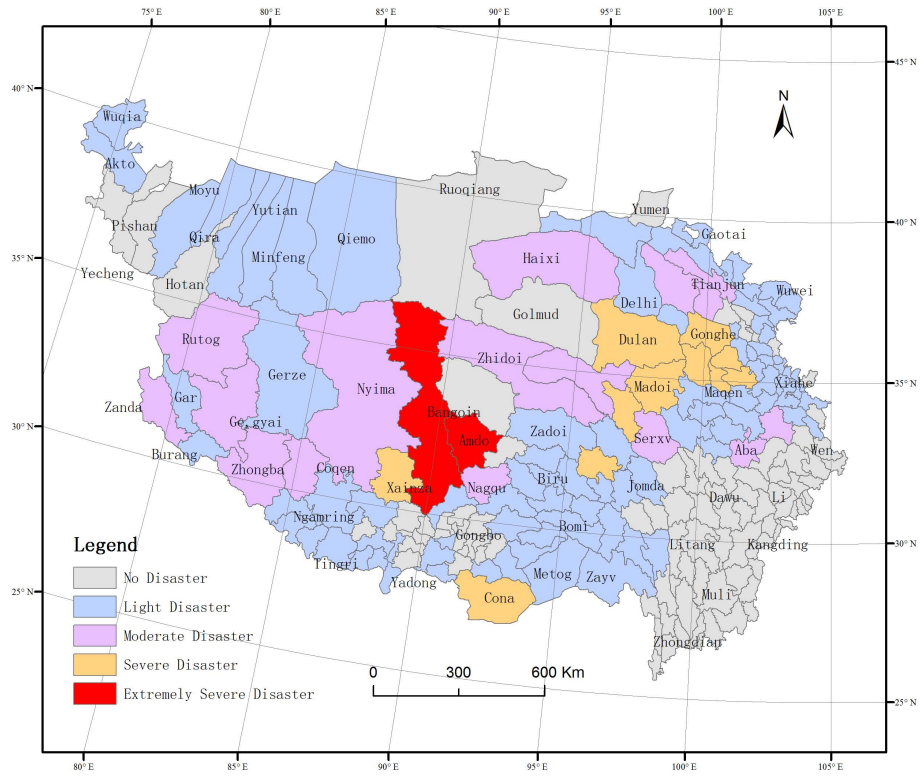 75° E 80° E 85° E 90° E 95° E 100° E 105° E
45° N
N
40° N
Wuqia
Akto
Moyu
Ruoqiang
Yumen
40° N
Pishan
Qira
Yutian
Qiemo
Gaotai
Minfeng
Haixi
Tianjun
35° N
Yecheng
Hotan
Delhi
Wuwei
Golmud
Rutog
Dulan
Gonghe
Zhidoi
Gerze
Nyima
Madoi
Maqen
Xiahe
35° N
Zanda
Gar
Bangoin
Ge.gyai
Zadoi
Serxv
Aba
Wen
30° N
Burang
Amdo
Zhongba
Coqen
Xainza
Nagqu
Biru
Jomda
Dawu
Li
Ngamring
Bomi
Gongbo
Litang
Kangding
30° N
Legend
Tingri
Yadong
Metog
Zayv
No Disaster
25° N
Cona
Muli
Light Disaster
Moderate Disaster
Zhongdian
Severe Disaster
0 300 600 Km
Extremely Severe Disaster
25° N
80° E 85° E 90° E 95° E 100° E 105° E